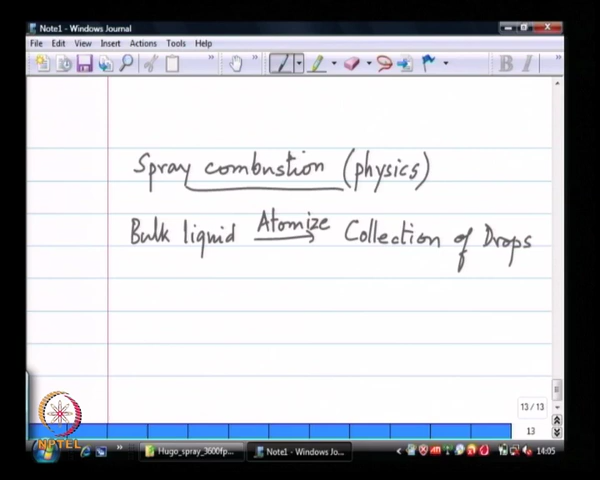 Note1 - Windows Journal
File Edit View Insert Actions Tools Help
Spray combustion (physics)
Bulk liquid Atomize Collection of Drops
13 / 13
13
NPTEL
Hugo_spray_3600fp...
Note1 - Windows Jo...
14:05